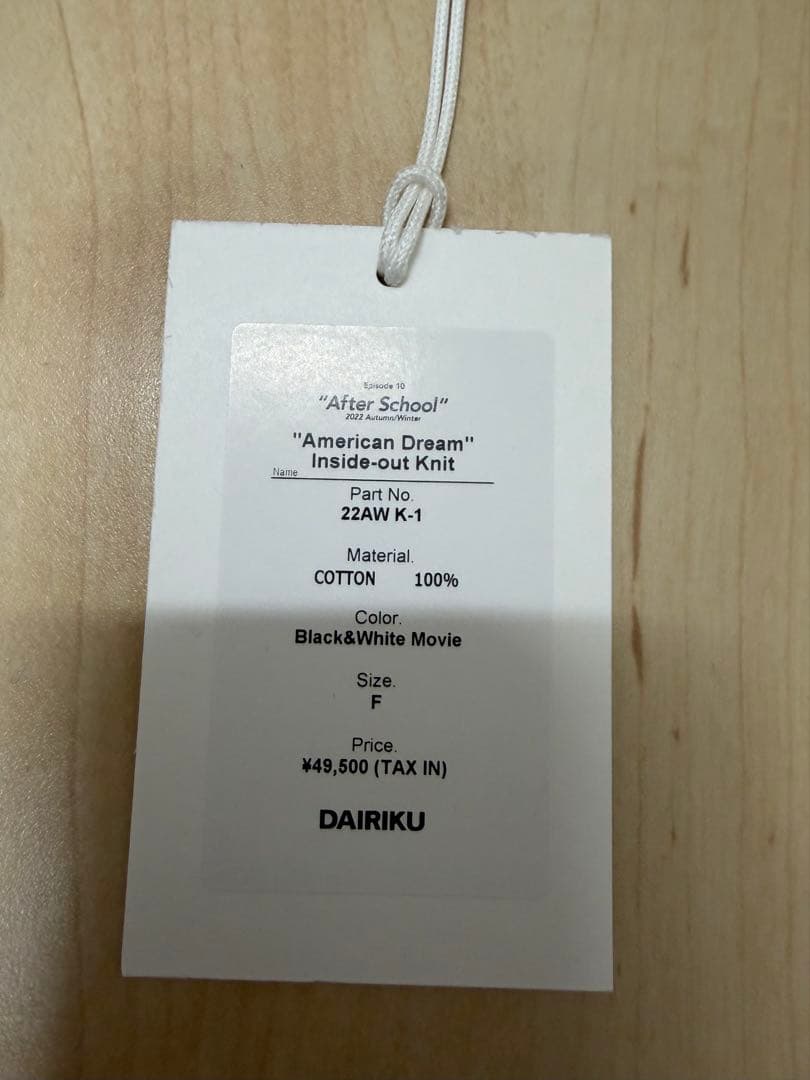 Episode 10
"After School"
2022 Autumn/Winter
"American Dream"
Inside-out Knit
Name
Part No.
22AW K-1
Material.
COTTON 100%
Color.
Black&White Movie
Size.
F
Price.
¥49,500 (TAX IN)
DAIRIKU